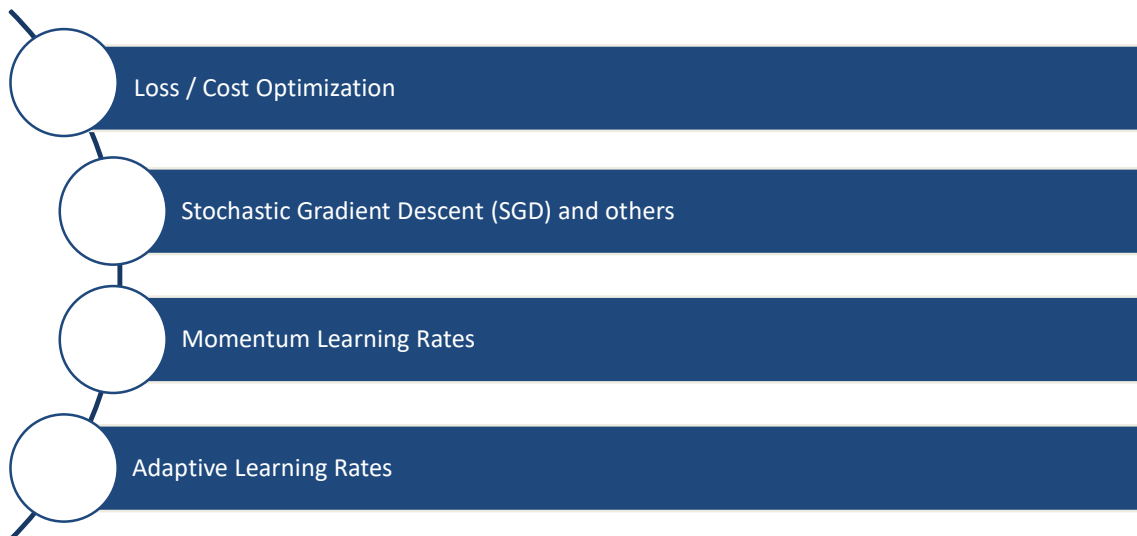 Loss / Cost Optimization
Stochastic Gradient Descent (SGD) and others
Momentum Learning Rates
Adaptive Learning Rates